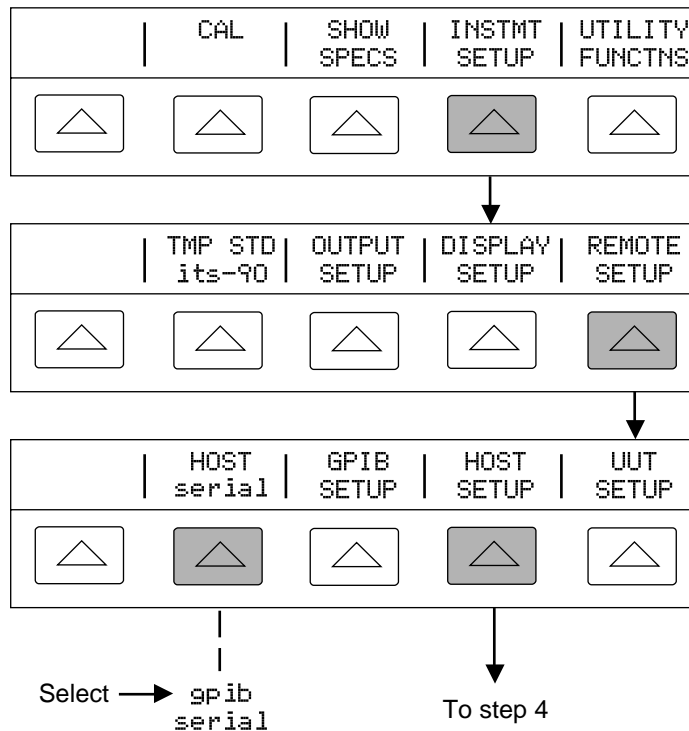 CAL | SHOW | INSTMT | UTILITY
SPECS | SETUP | FUNCTNS
TMP STD | OUTPUT | DISPLAY | REMOTE
its-90 | SETUP | SETUP | SETUP
HOST | GPIB | HOST | UUT
serial | SETUP | SETUP | SETUP
Select gpib
serial
To step 4